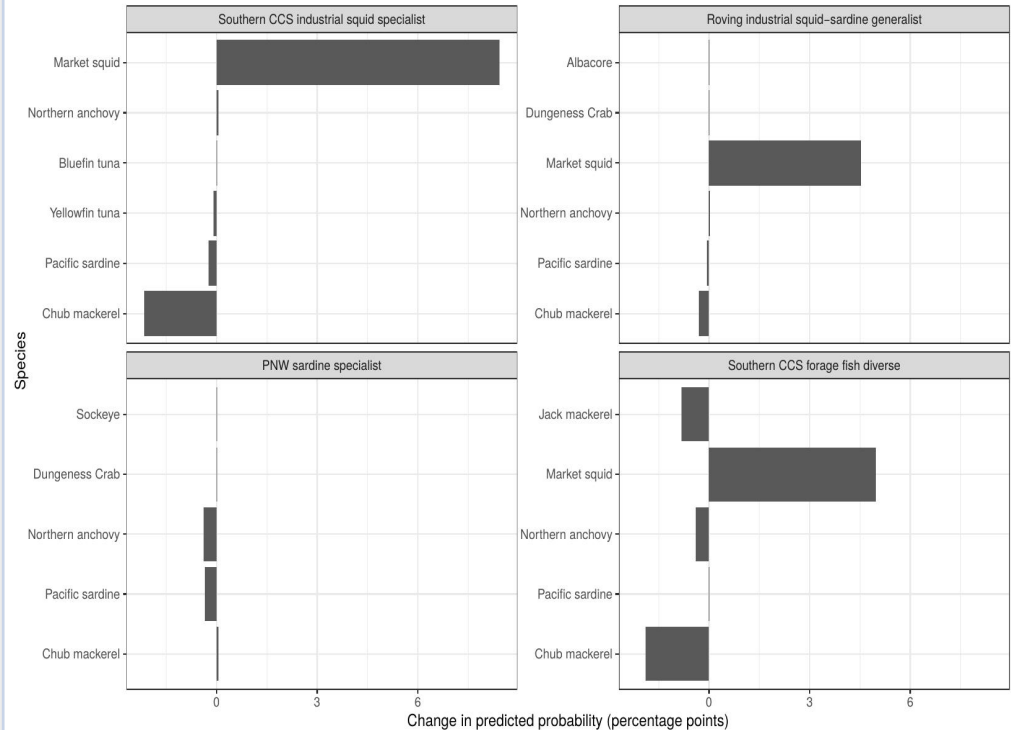 Southern CCS industrial squid specialist
Market squid
Northern anchovy
Bluefin tuna
Yellowfin tuna
Pacific sardine
Chub mackerel
Roving industrial squid−sardine generalist
Albacore
Dungeness Crab
Market squid
Northern anchovy
Pacific sardine
Chub mackerel
Species
PNW sardine specialist
Sockeye
Dungeness Crab
Northern anchovy
Pacific sardine
Chub mackerel
0 3 6
Southern CCS forage fish diverse
Jack mackerel
Market squid
Northern anchovy
Pacific sardine
Chub mackerel
0 3 6
Change in predicted probability (percentage points)